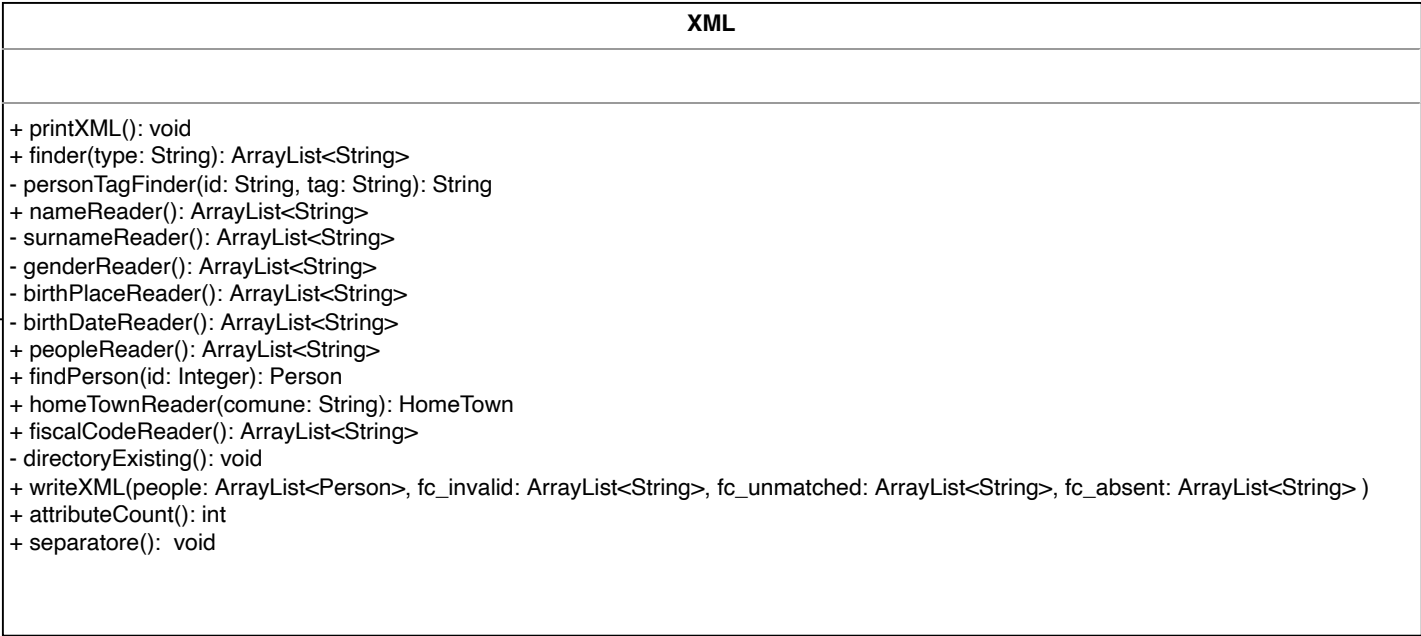 XML
+ printXML(): void
+ finder(type: String): ArrayList<String>
- personTagFinder(id: String, tag: String): String
+ nameReader(): ArrayList<String>
- surnameReader(): ArrayList<String>
- genderReader(): ArrayList<String>
- birthPlaceReader(): ArrayList<String>
- birthDateReader(): ArrayList<String>
+ peopleReader(): ArrayList<String>
+ findPerson(id: Integer): Person
+ homeTownReader(comune: String): HomeTown
+ fiscalCodeReader(): ArrayList<String>
- directoryExisting(): void
+ writeXML(people: ArrayList<Person>, fc_invalid: ArrayList<String>, fc_unmatched: ArrayList<String>, fc_absent: ArrayList<String> )
+ attributeCount(): int
+ separatore():  void